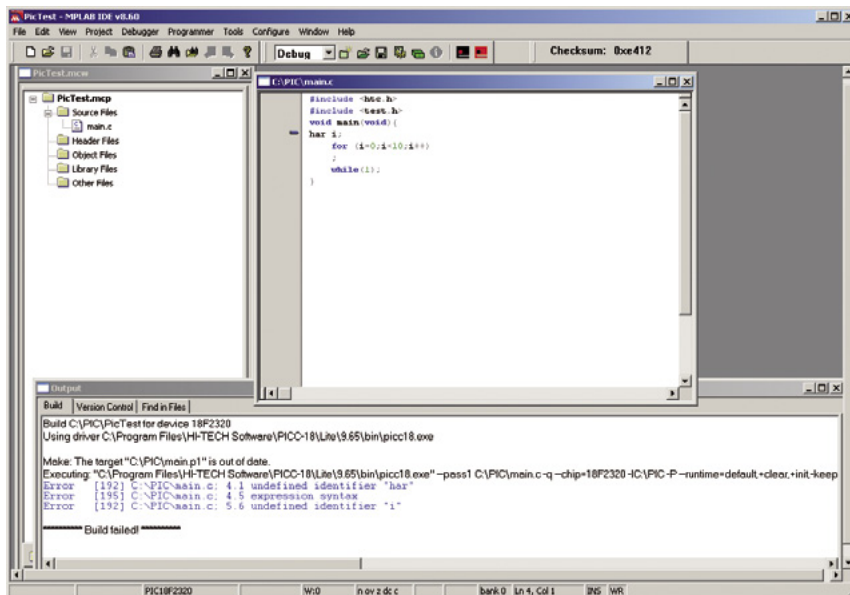 PicTest - MPLAB IDE v8.60
File Edit View Project Debugger Programmer Tools Configure Window Help
Debug
Checksum: 0xe412
PicTest.mcw
PicTest.mcp
Source Files
main.c
Header Files
Object Files
Library Files
Other Files
C:\PIC\main.c
#include <htc.h>
#include <test.h>
void main(void){
har i;
for (i=0;i<10;i++)
;
while(1);
}
Output
Build Version Control Find in Files
Build C:\PIC\PicTest for device 18F2320
Using driver C:\Program Files\HI-TECH Software\PICC-18\Lite\9.65\bin\picc18.exe
Make: The target "C:\PIC\main.p1" is out of date.
Executing: "C:\Program Files\HI-TECH Software\PICC-18\Lite\9.65\bin\picc18.exe" --pass1 C:\PIC\main.c -q --chip=18F2320 -IC:\PIC -P --runtime=default,+clear,+init,-keep
Error [192] C:\PIC\main.c; 4.1 undefined identifier "har"
Error [195] C:\PIC\main.c; 4.5 expression syntax
Error [192] C:\PIC\main.c; 5.6 undefined identifier "i"
********** Build failed! **********
PIC18F2320 W:0 n ov z dc c bank 0 Ln 4, Col 1 INS WR